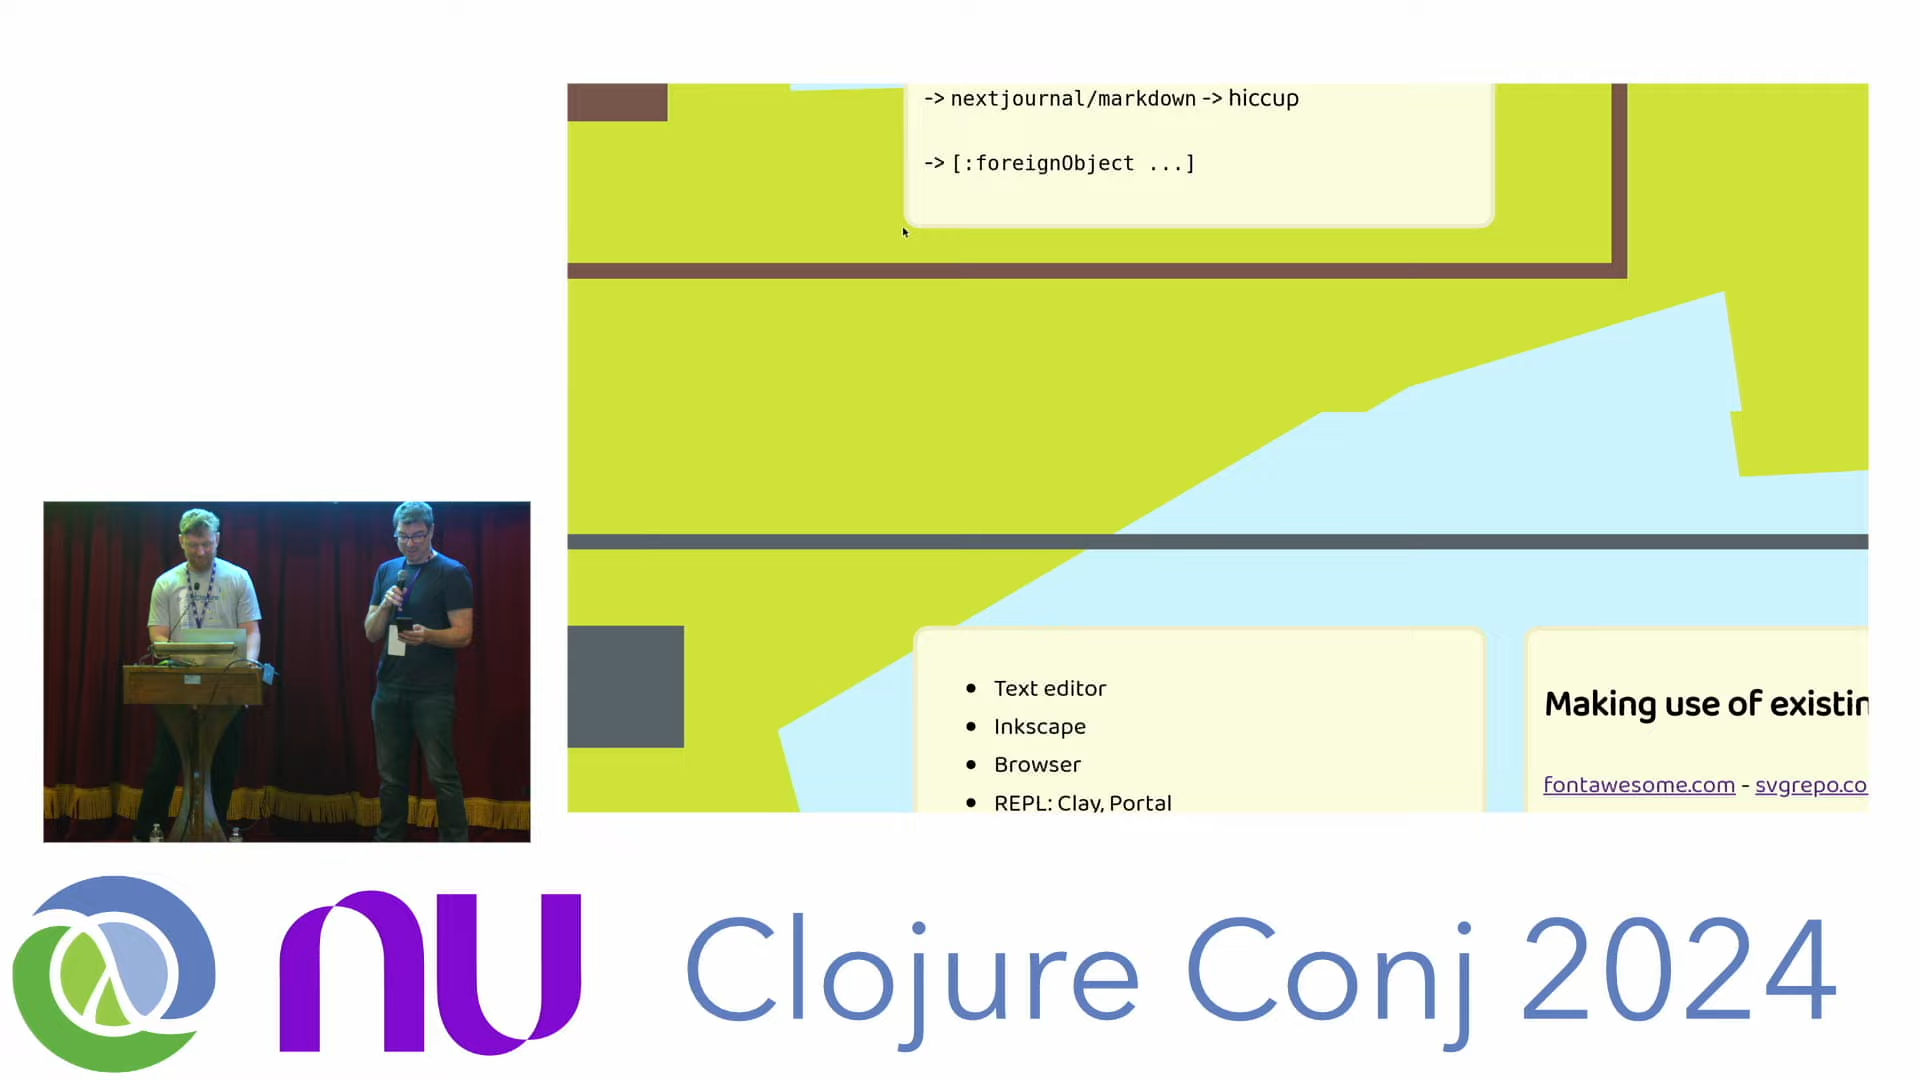 -> nextjournal/markdown -> hiccup
-> [:foreignObject ...]
Text editor
Inkscape
Browser
REPL: Clay, Portal
Making use of existin
fontawesome.com - svgrepo.co
nu Clojure Conj 2024